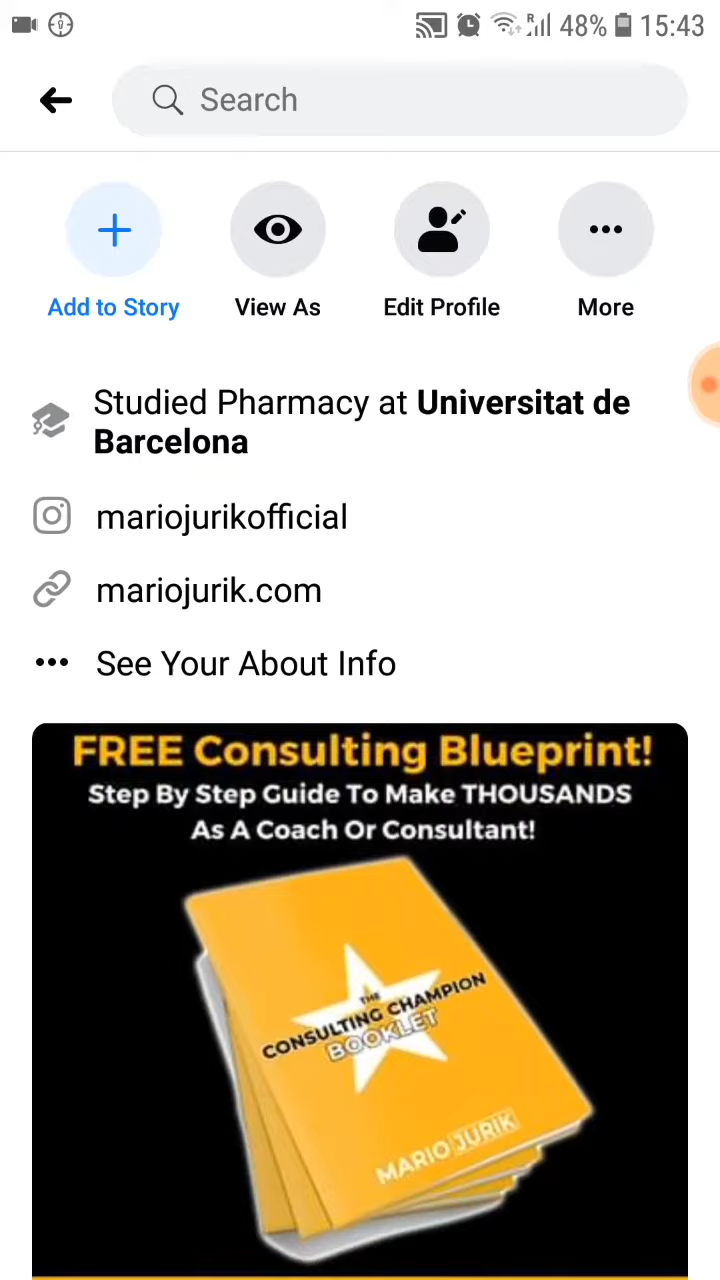 R 48% 15:43
Search
Add to Story
View As
Edit Profile
More
Studied Pharmacy at Universitat de
Barcelona
mariojurikofficial
mariojurik.com
See Your About Info
FREE Consulting Blueprint!
Step By Step Guide To Make THOUSANDS
As A Coach Or Consultant!
THE
CONSULTING CHAMPION
BOOKLET
MARIO JURIK